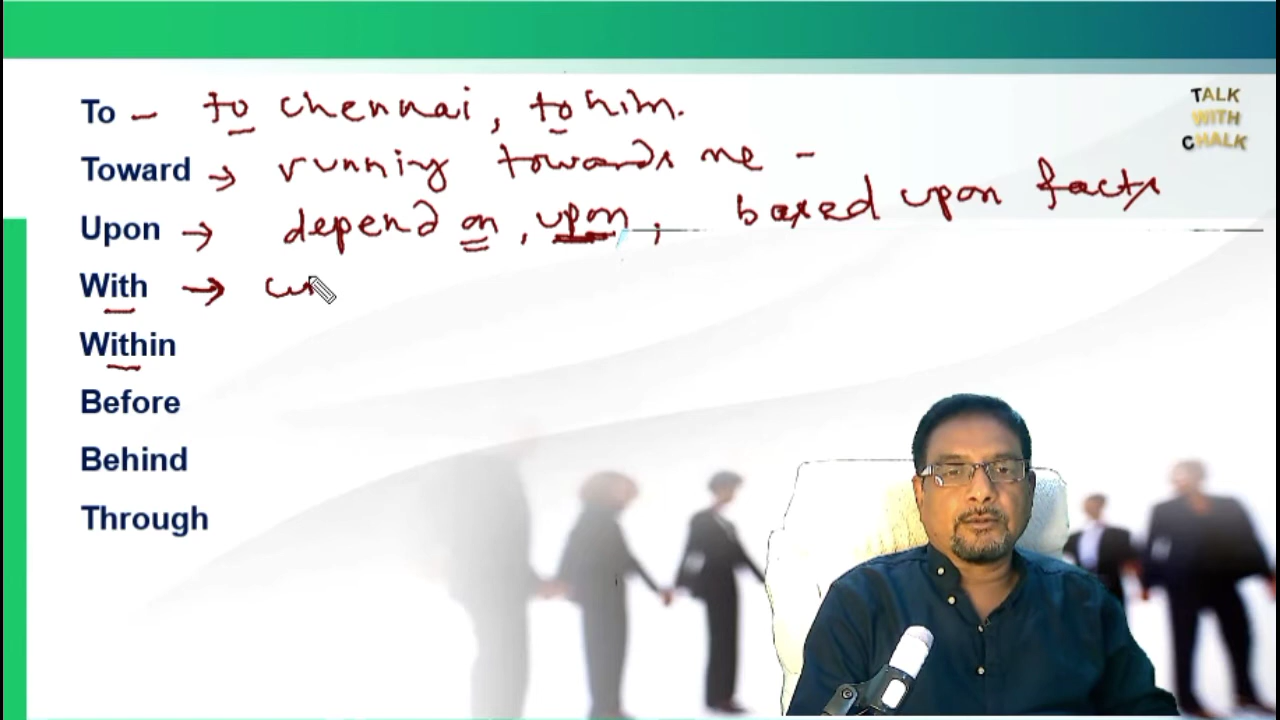 To – to chennai, to him.
Toward → running towards me –
Upon → depend on, upon, based upon facts
With →
Within
Before
Behind
Through
TALK
WITH
CHALK